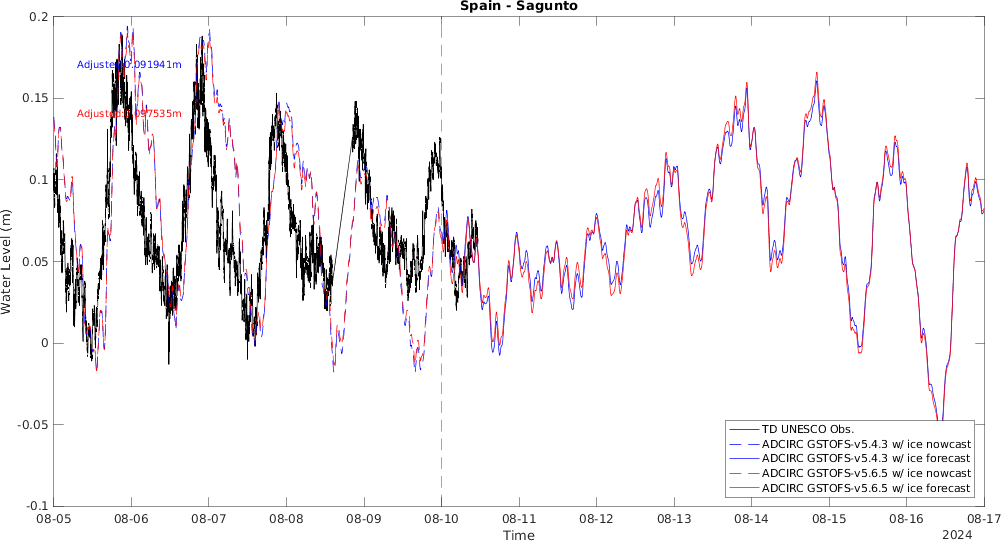 Spain - Sagunto
Water Level (m)
0.2
0.15
0.1
0.05
0
-0.05
-0.1
Adjusted:0.091941m
Adjusted:0.097535m
TD UNESCO Obs.
ADCIRC GSTOFS-v5.4.3 w/ ice nowcast
ADCIRC GSTOFS-v5.4.3 w/ ice forecast
ADCIRC GSTOFS-v5.6.5 w/ ice nowcast
ADCIRC GSTOFS-v5.6.5 w/ ice forecast
08-05 08-06 08-07 08-08 08-09 08-10 08-11 08-12 08-13 08-14 08-15 08-16 08-17
Time
2024